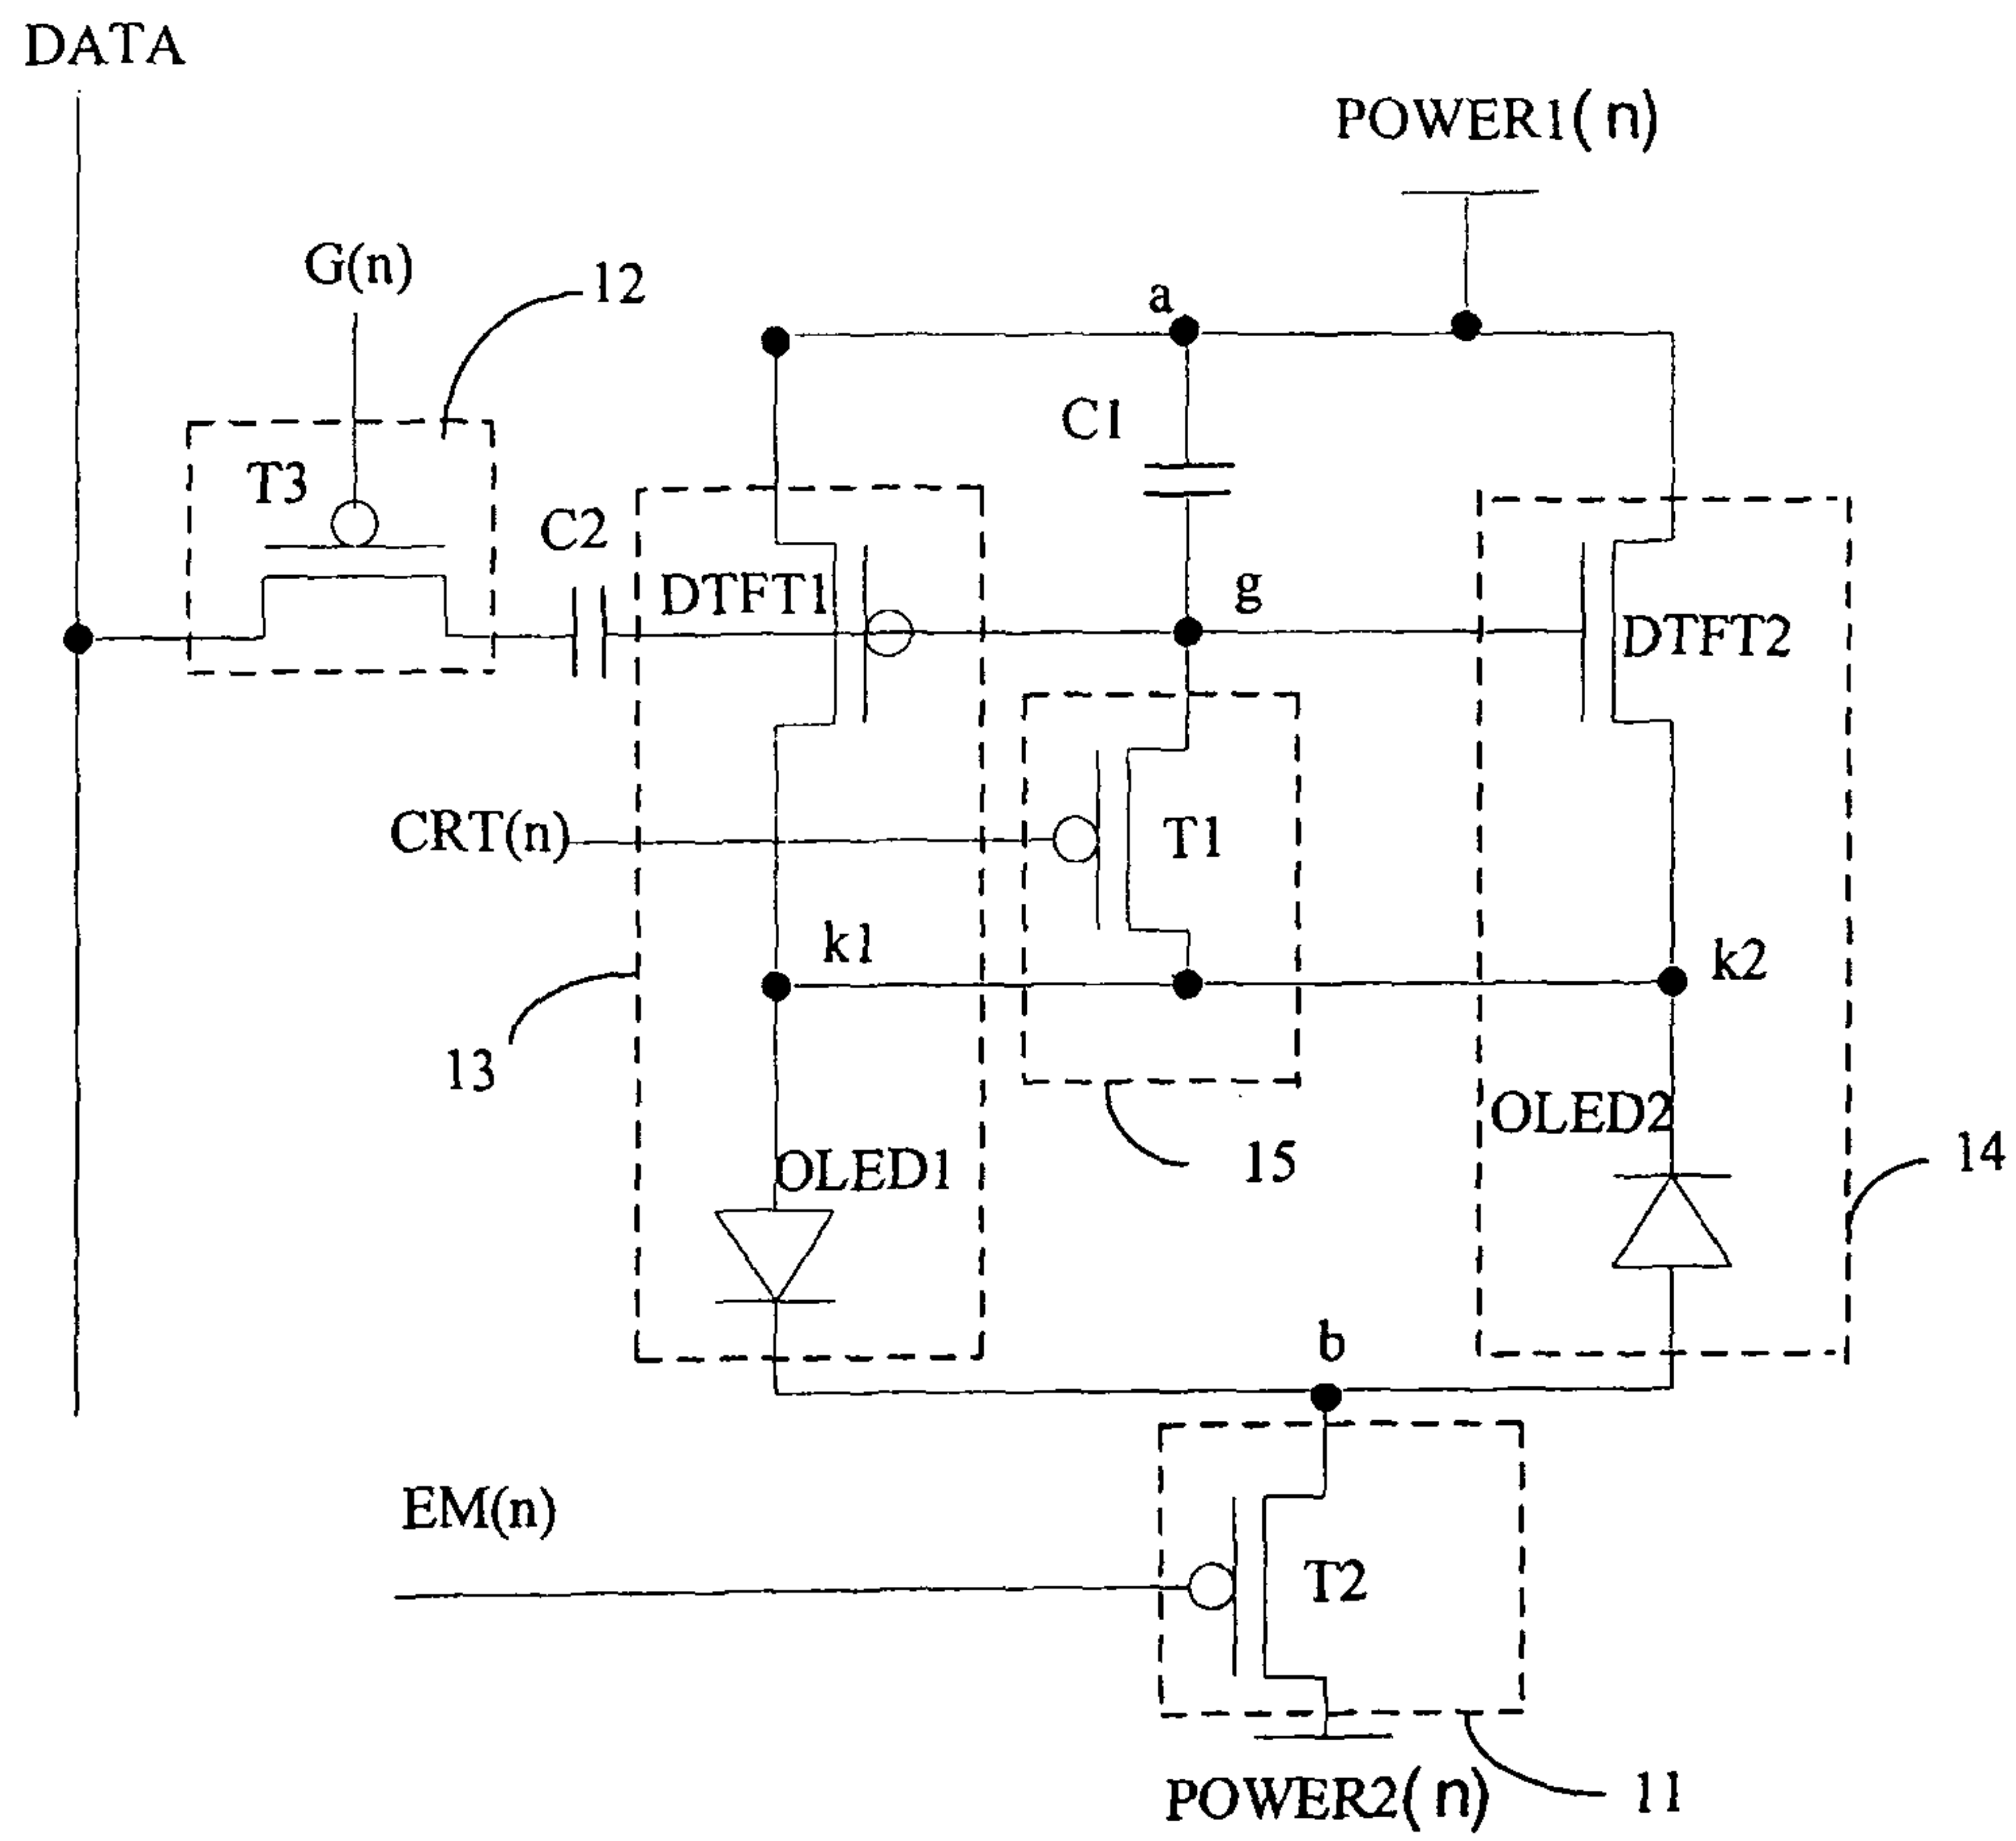 DATA
POWER1(n)
G(n)
12
a
C1
T3
C2
DTFT1
g
DTFT2
CRT(n)
T1
k1
k2
13
OLED2
15
14
OLED1
b
EM(n)
T2
POWER2(n)
11